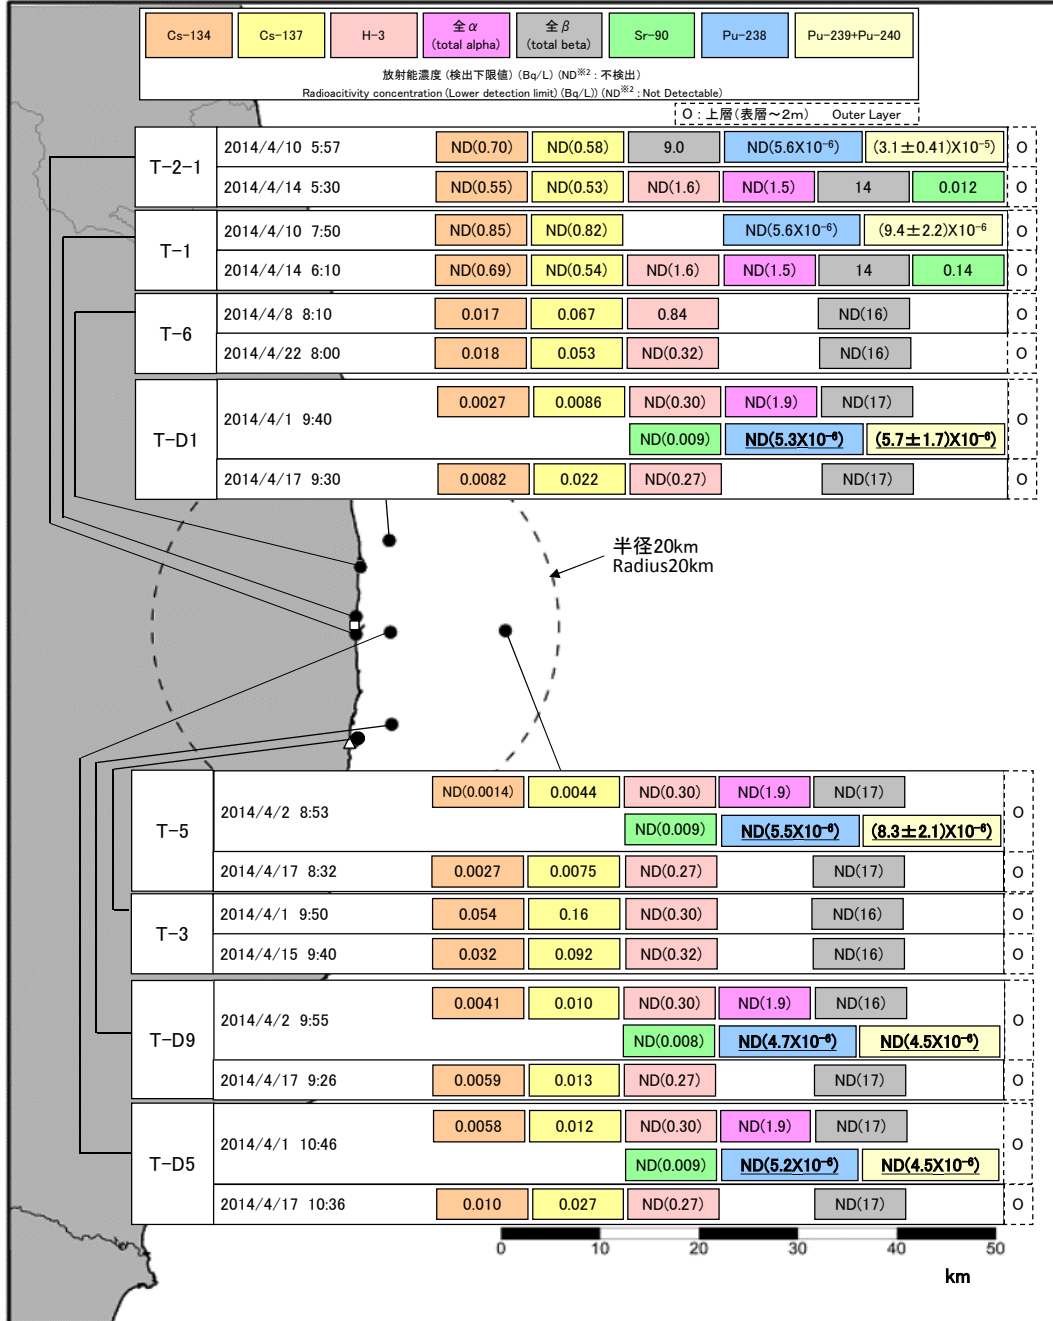 Cs-134 Cs-137 H-3 全α 全β Sr-90 Pu-238 Pu-239+Pu-240
(total alpha) (total beta)
放射能濃度 (検出下限値) (Bq/L) (ND※2 : 不検出)
Radioacitivity concentration (Lower detection limit) (Bq/L)) (ND※2 : Not Detectable)
O : 上層(表層～2m) Outer Layer
T-2-1
2014/4/10 5:57 ND(0.70) ND(0.58) 9.0 ND(5.6X10⁻⁶) (3.1±0.41)X10⁻⁵) O
2014/4/14 5:30 ND(0.55) ND(0.53) ND(1.6) ND(1.5) 14 0.012 O
T-1
2014/4/10 7:50 ND(0.85) ND(0.82) ND(5.6X10⁻⁶) (9.4±2.2)X10⁻⁶ O
2014/4/14 6:10 ND(0.69) ND(0.54) ND(1.6) ND(1.5) 14 0.14 O
T-6
2014/4/8 8:10 0.017 0.067 0.84 ND(16) O
2014/4/22 8:00 0.018 0.053 ND(0.32) ND(16) O
T-D1
2014/4/1 9:40 0.0027 0.0086 ND(0.30) ND(1.9) ND(17) O
ND(0.009) ND(5.3X10⁻⁶) (5.7±1.7)X10⁻⁶)
2014/4/17 9:30 0.0082 0.022 ND(0.27) ND(17) O
半径20km
Radius20km
T-5
2014/4/2 8:53 ND(0.0014) 0.0044 ND(0.30) ND(1.9) ND(17) O
ND(0.009) ND(5.5X10⁻⁶) (8.3±2.1)X10⁻⁶)
2014/4/17 8:32 0.0027 0.0075 ND(0.27) ND(17) O
T-3
2014/4/1 9:50 0.054 0.16 ND(0.30) ND(16) O
2014/4/15 9:40 0.032 0.092 ND(0.32) ND(16) O
T-D9
2014/4/2 9:55 0.0041 0.010 ND(0.30) ND(1.9) ND(16) O
ND(0.008) ND(4.7X10⁻⁶) ND(4.5X10⁻⁶)
2014/4/17 9:26 0.0059 0.013 ND(0.27) ND(17) O
T-D5
2014/4/1 10:46 0.0058 0.012 ND(0.30) ND(1.9) ND(17) O
ND(0.009) ND(5.2X10⁻⁶) ND(4.5X10⁻⁶)
2014/4/17 10:36 0.010 0.027 ND(0.27) ND(17) O
0 10 20 30 40 50
km